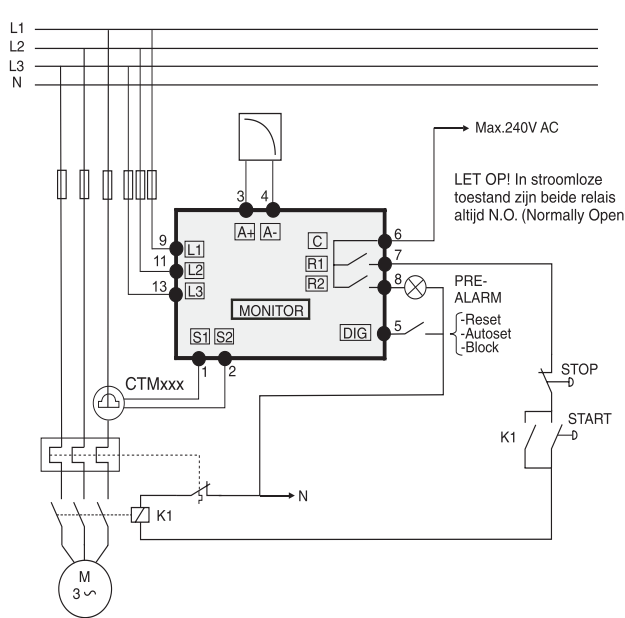 L1
L2
L3
N
Max.240V AC
LET OP! In stroomloze
toestand zijn beide relais
altijd N.O. (Normally Open
3 4
A+ A-
9 L1
11 L2
13 L3
C 6
R1 7
R2 8
PRE-
ALARM
MONITOR
DIG 5
-Reset
-Autoset
-Block
S1 S2
1 2
CTMxxx
STOP
START
K1
N
K1
M
3~